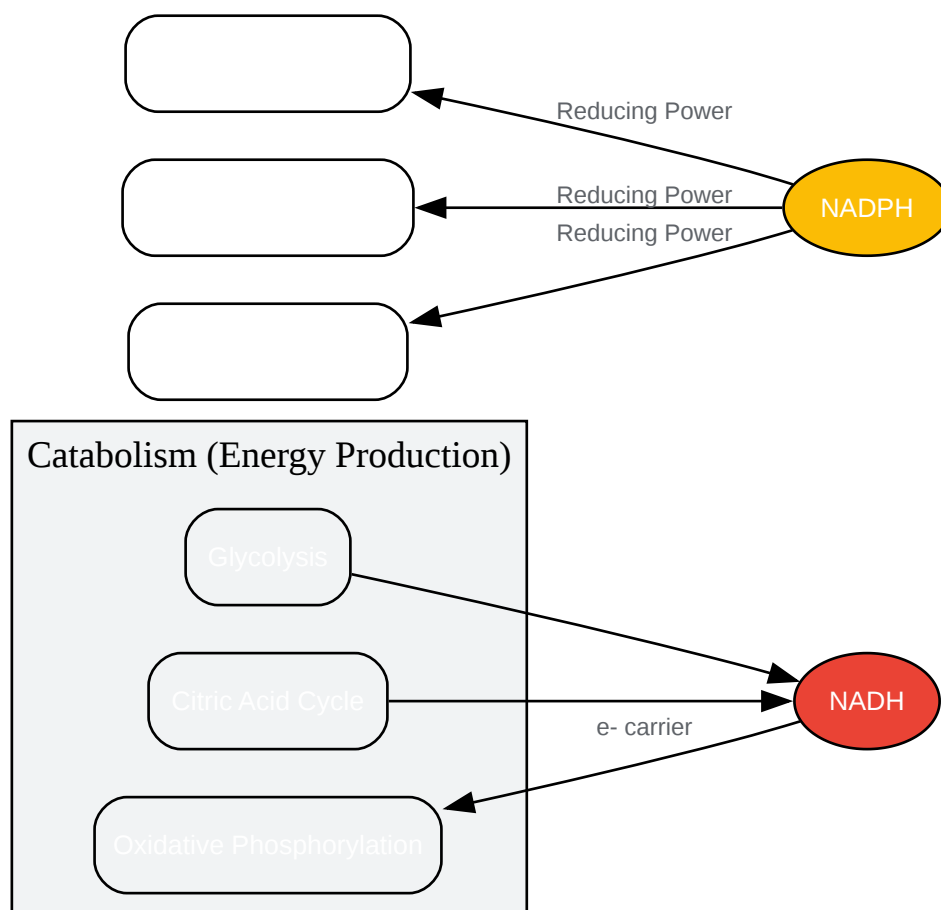 Reducing Power
Reducing Power
NADPH
Reducing Power
Catabolism (Energy Production)
Glycolysis
Citric Acid Cycle
NADH
e- carrier
Oxidative Phosphorylation